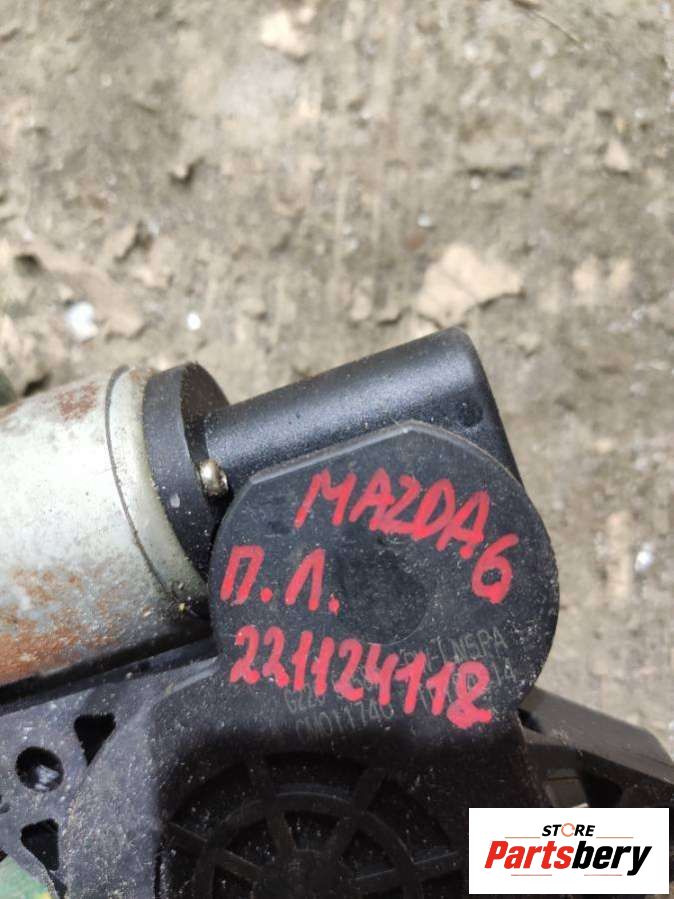 MAZDA 6
П.Л.
221124118
STORE
Partsbery